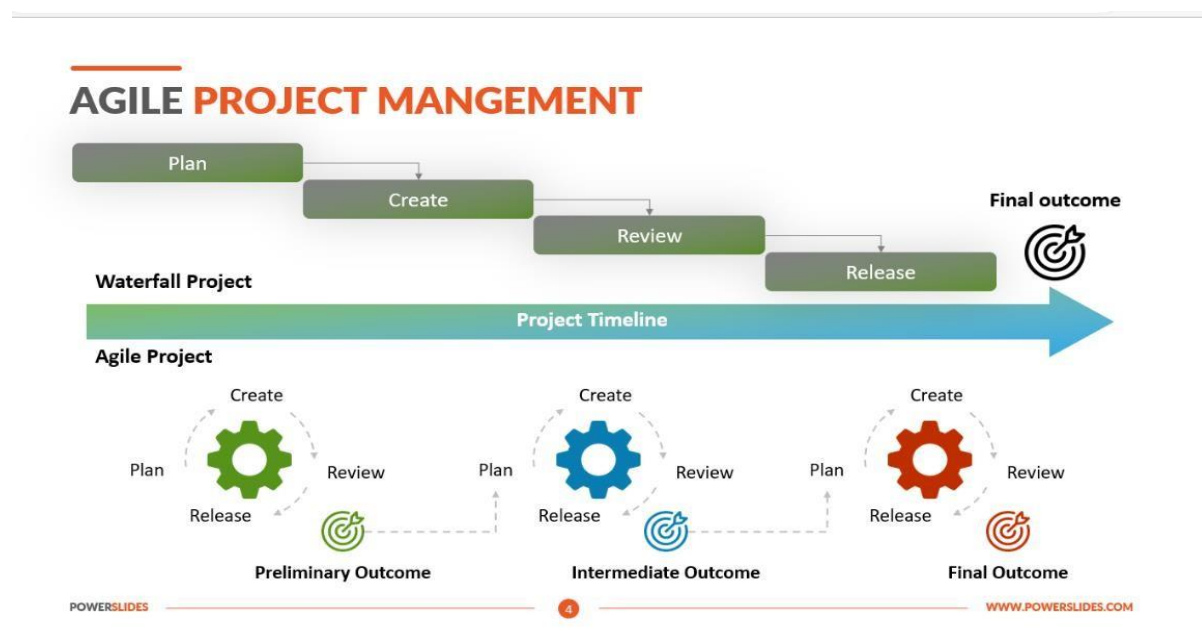 AGILE PROJECT MANGEMENT
Plan
Create
Review
Release
Final outcome
Waterfall Project
Project Timeline
Agile Project
Create
Plan
Review
Release
Preliminary Outcome
Create
Plan
Review
Release
Intermediate Outcome
Create
Plan
Review
Release
Final Outcome
POWERSLIDES
4
WWW.POWERSLIDES.COM